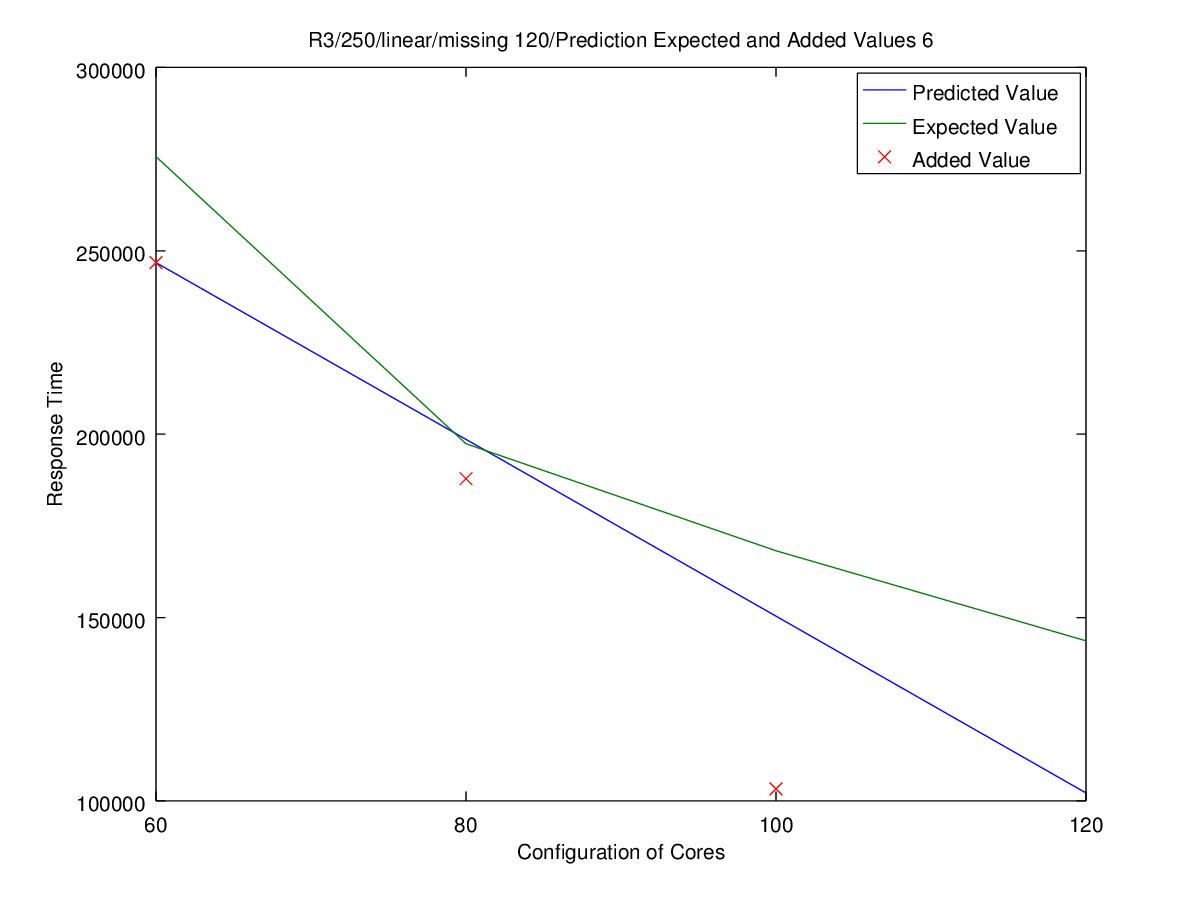 R3/250/linear/missing 120/Prediction Expected and Added Values 6
300000
250000
200000
150000
100000
Response Time
Predicted Value
Expected Value
Added Value
60
80
100
120
Configuration of Cores